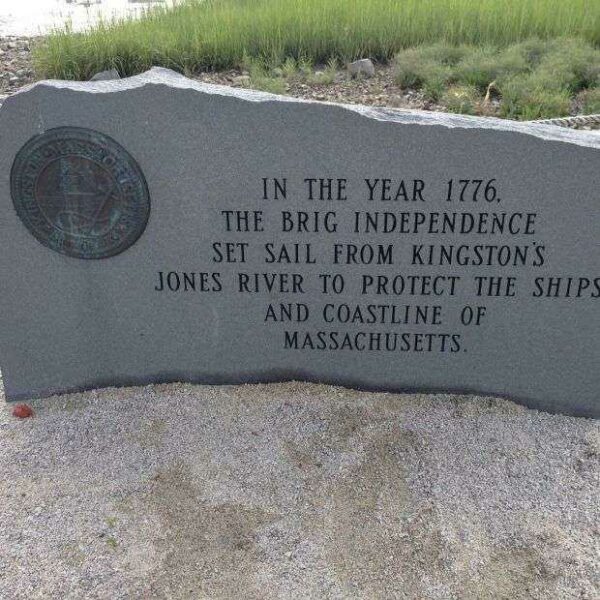 IN THE YEAR 1776,
THE BRIG INDEPENDENCE
SET SAIL FROM KINGSTON'S
JONES RIVER TO PROTECT THE SHIPS
AND COASTLINE OF
MASSACHUSETTS.